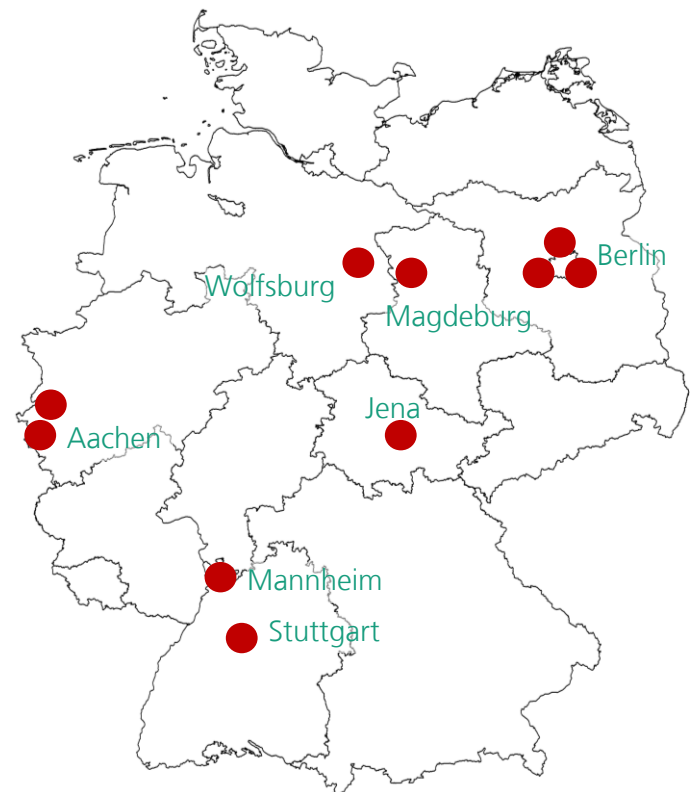 Berlin
Wolfsburg
Magdeburg
Jena
Aachen
Mannheim
Stuttgart